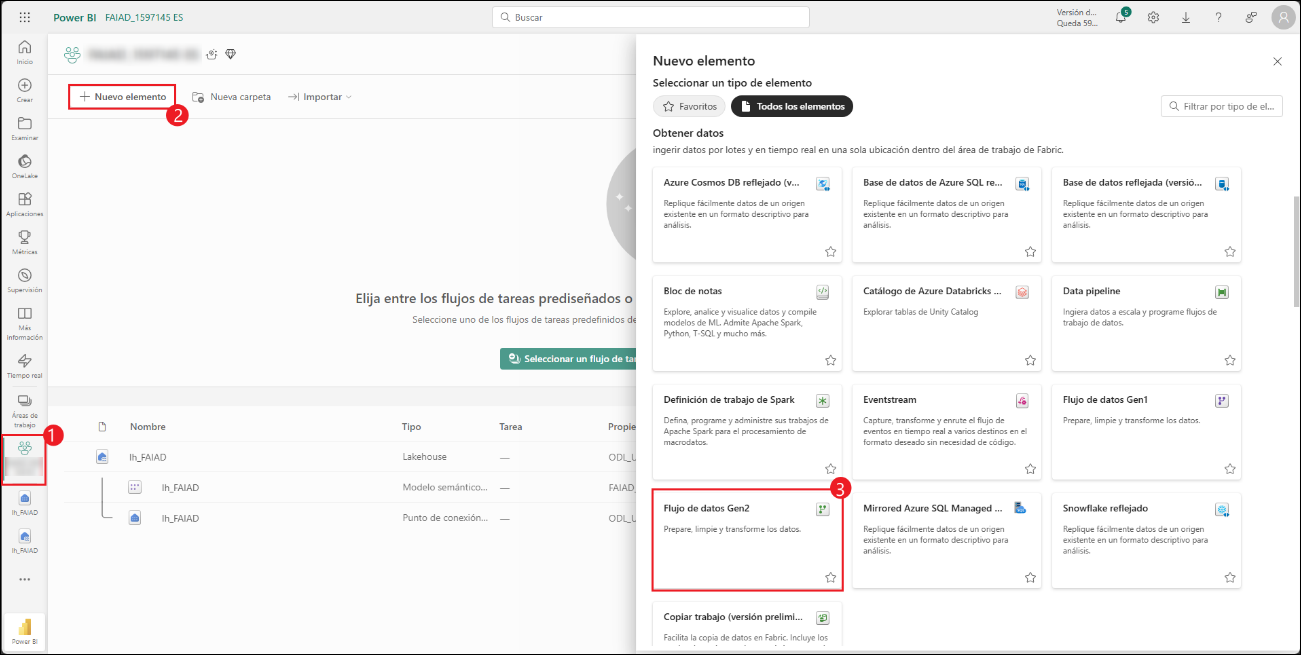 Power BI
FAIAD_1597145 ES
Buscar
Versión d...
Queda 59...
5
?
Inicio
Crear
Examinar
OneLake
Aplicaciones
Métricas
Supervisión
Más
Información
Tiempo real
Áreas de
trabajo
1
lh_FAIAD
lh_FAIAD
...
Power BI
+ Nuevo elemento
2
Nueva carpeta
Importar
Elija entre los flujos de tareas prediseñados o
Seleccione uno de los flujos de tareas predefinidos de
Seleccionar un flujo de tar
Nombre
Tipo
Tarea
Propie
lh_FAIAD
Lakehouse
—
ODL_U
lh_FAIAD
Modelo semántico...
—
FAIAD_
lh_FAIAD
Punto de conexión...
—
ODL_U
Nuevo elemento
Seleccionar un tipo de elemento
Favoritos
Todos los elementos
Filtrar por tipo de el...
Obtener datos
ingerir datos por lotes y en tiempo real en una sola ubicación dentro del área de trabajo de Fabric.
Azure Cosmos DB reflejado (v...
Replique fácilmente datos de un origen
existente en un formato descriptivo para
análisis.
Base de datos de Azure SQL re...
Replique fácilmente datos de un origen
existente en un formato descriptivo para
análisis.
Base de datos reflejada (versió...
Replique fácilmente datos de un origen
existente en un formato descriptivo para
análisis.
Bloc de notas
Explore, analice y visualice datos y compile
modelos de ML. Admite Apache Spark,
Python, T-SQL y mucho más.
Catálogo de Azure Databricks ...
Explorar tablas de Unity Catalog
Data pipeline
Ingiera datos a escala y programe flujos de
trabajo de datos.
Definición de trabajo de Spark
Defina, programe y administre sus trabajos de
Apache Spark para el procesamiento de
macrodatos.
Eventstream
Capture, transforme y enrute el flujo de
eventos en tiempo real a varios destinos en el
formato deseado sin necesidad de código.
Flujo de datos Gen1
Prepare, limpie y transforme los datos.
3
Flujo de datos Gen2
Prepare, limpie y transforme los datos.
Mirrored Azure SQL Managed ...
Replique fácilmente datos de un origen
existente en un formato descriptivo para
análisis.
Snowflake reflejado
Replique fácilmente datos de un origen
existente en un formato descriptivo para
análisis.
Copiar trabajo (versión prelimi...
Facilita la copia de datos en Fabric. Incluye los